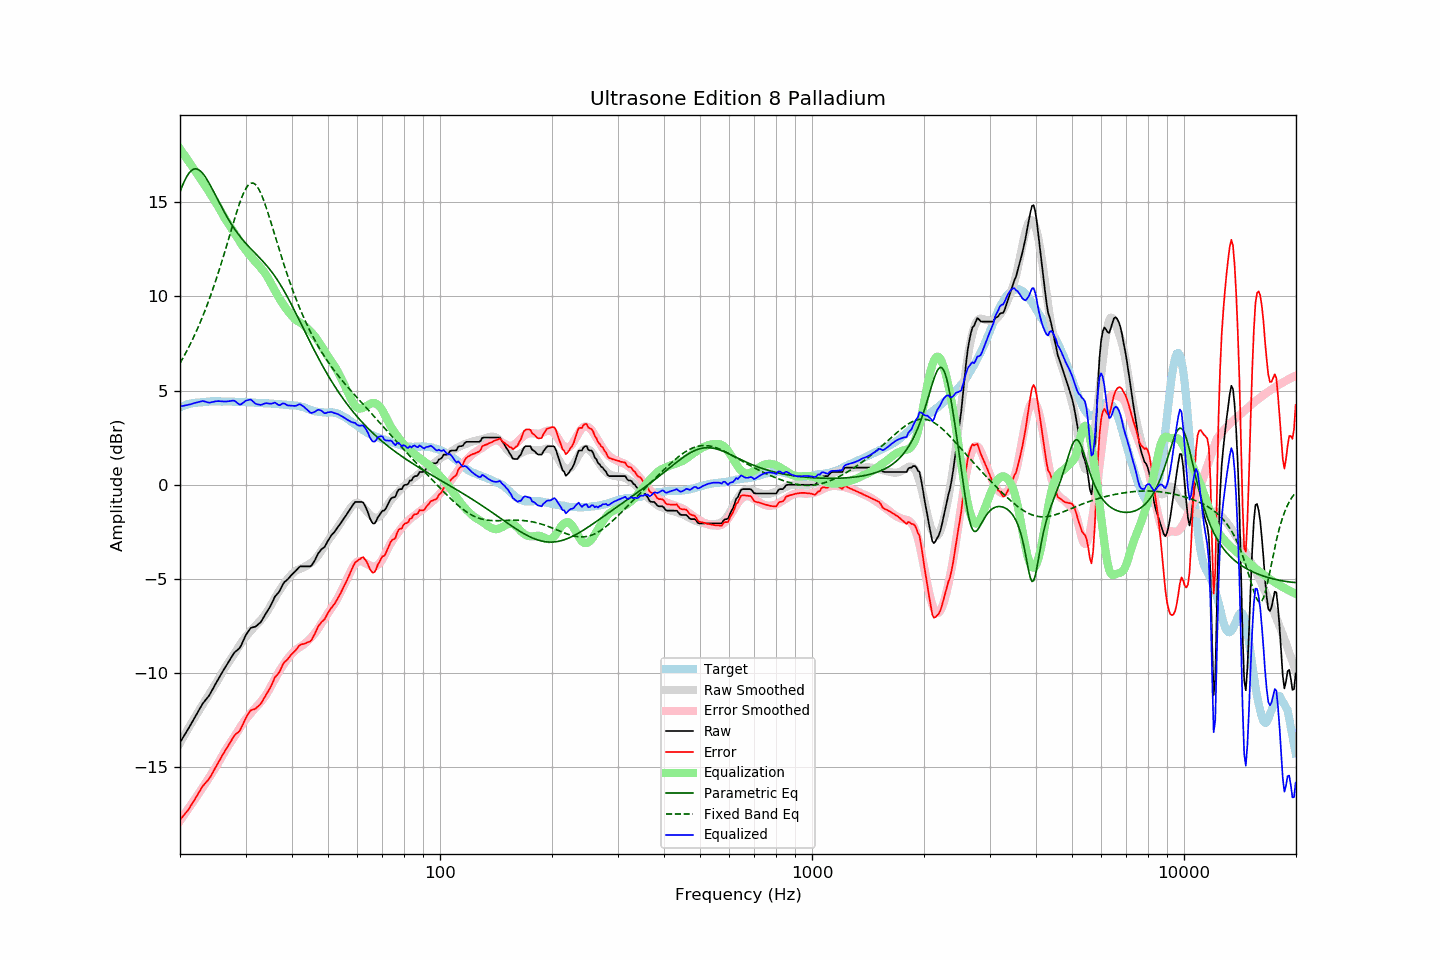 Ultrasone Edition 8 Palladium
Amplitude (dBr)
15
10
5
0
−5
−10
−15
Target
Raw Smoothed
Error Smoothed
Raw
Error
Equalization
Parametric Eq
Fixed Band Eq
Equalized
100
1000
10000
Frequency (Hz)